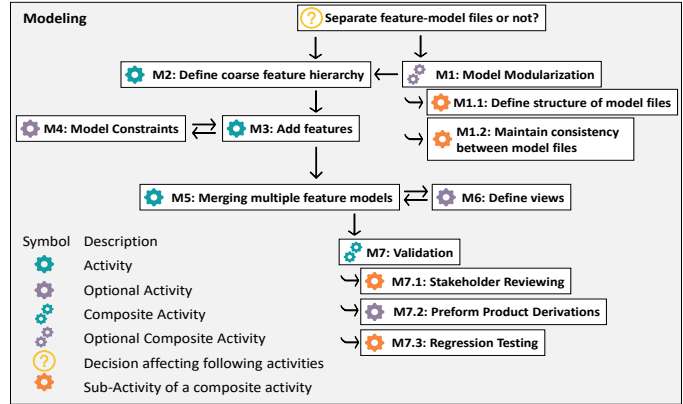 Modeling
? Separate feature-model files or not?
M2: Define coarse feature hierarchy
M1: Model Modularization
M1.1: Define structure of model files
M4: Model Constraints
M3: Add features
M1.2: Maintain consistency
between model files
M5: Merging multiple feature models
M6: Define views
M7: Validation
M7.1: Stakeholder Reviewing
M7.2: Preform Product Derivations
M7.3: Regression Testing
Symbol Description
Activity
Optional Activity
Composite Activity
Optional Composite Activity
? Decision affecting following activities
Sub-Activity of a composite activity